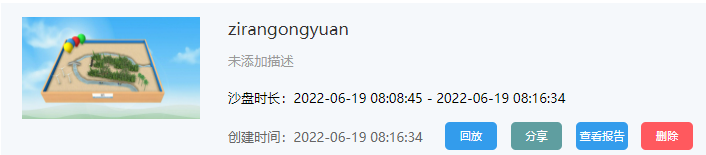 zirangongyuan
未添加描述
沙盘时长：2022-06-19 08:08:45 - 2022-06-19 08:16:34
创建时间：2022-06-19 08:16:34 回放 分享 查看报告 删除